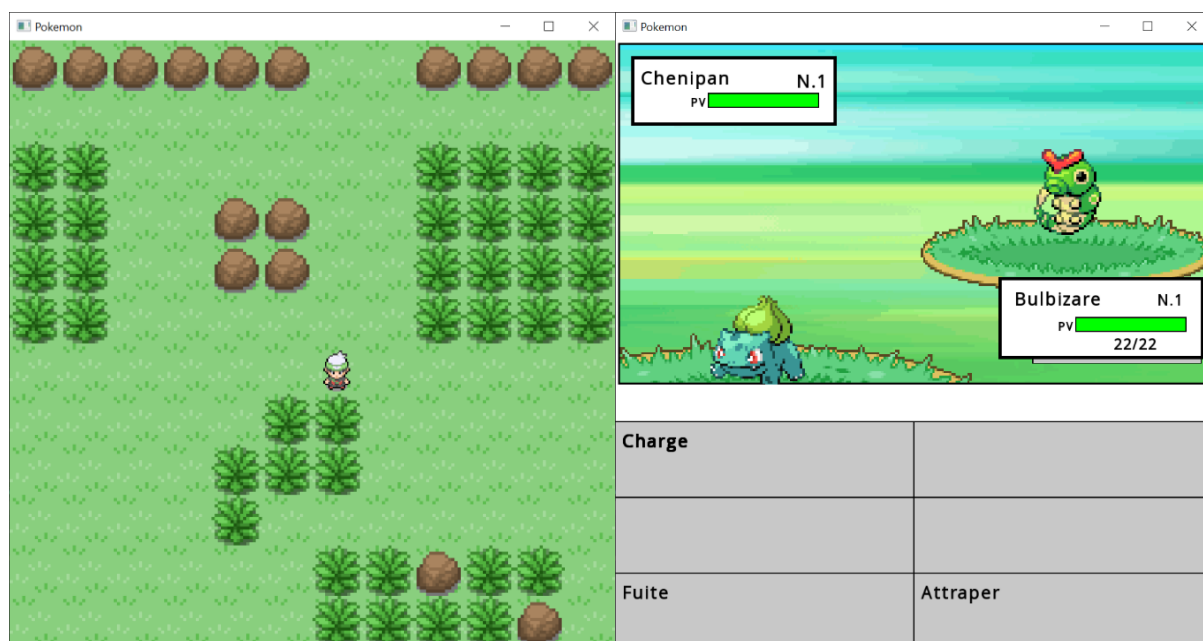 Pokemon
Pokemon
Chenipan N.1
PV
Bulbizare N.1
PV
22/22
Charge
Fuite Attraper